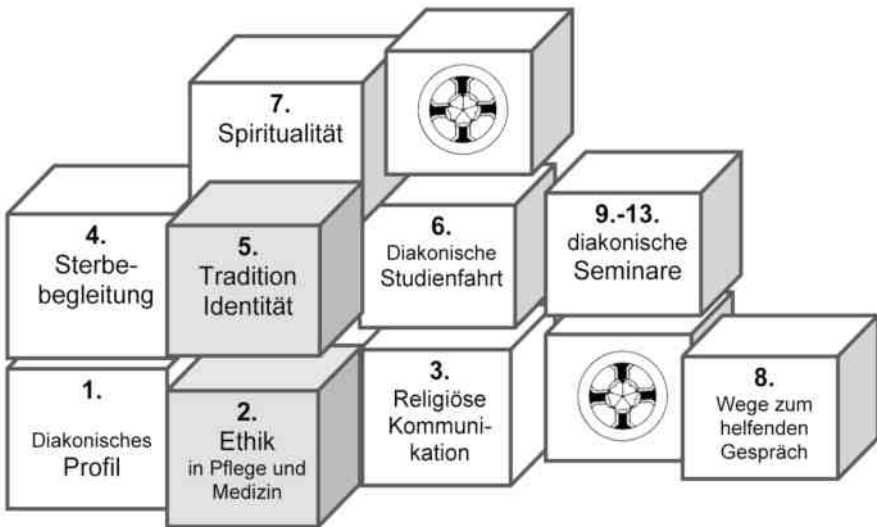 7.
Spiritualität
4.
Sterbe-
begleitung
5.
Tradition
Identität
6.
Diakonische
Studienfahrt
9.-13.
diakonische
Seminare
1.
Diakonisches
Profil
2.
Ethik
in Pflege und
Medizin
3.
Religiöse
Kommuni-
kation
8.
Wege zum
helfenden
Gespräch